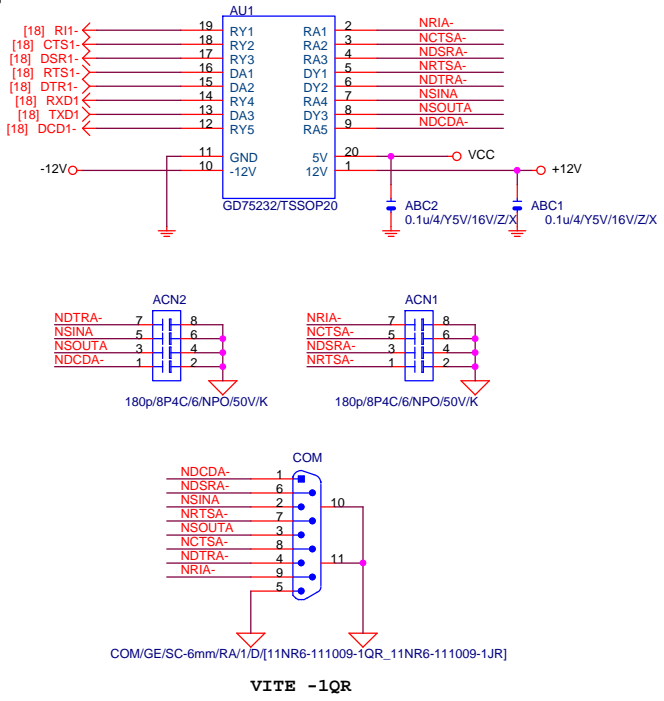 AU1
[18] RI1- 19 RY1 RA1 2 NRIA-
[18] CTS1- 18 RY2 RA2 3 NCTSA-
[18] DSR1- 17 RY3 RA3 4 NDSRA-
[18] RTS1- 16 DA1 DY1 5 NRTSA-
[18] DTR1- 15 DA2 DY2 6 NDTRA-
[18] RXD1 14 RY4 RA4 7 NSINA
[18] TXD1 13 DA3 DY3 8 NSOUTA
[18] DCD1- 12 RY5 RA5 9 NDCDA-
11 GND 5V 20 VCC
-12V 10 -12V 12V 1 +12V
GD75232/TSSOP20
ABC2 ABC1
0.1u/4/Y5V/16V/Z/X 0.1u/4/Y5V/16V/Z/X
ACN2 ACN1
NDTRA- 7 8 NRIA- 7 8
NSINA 5 6 NCTSA- 5 6
NSOUTA 3 4 NDSRA- 3 4
NDCDA- 1 2 NRTSA- 1 2
180p/8P4C/6/NPO/50V/K 180p/8P4C/6/NPO/50V/K
COM
NDCDA- 1
NDSRA- 6
NSINA 2 10
NRTSA- 7
NSOUTA 3
NCTSA- 8
NDTRA- 4 11
NRIA- 9
5
COM/GE/SC-6mm/RA/1/D/[11NR6-111009-1QR_11NR6-111009-1JR]
VITE -1QR